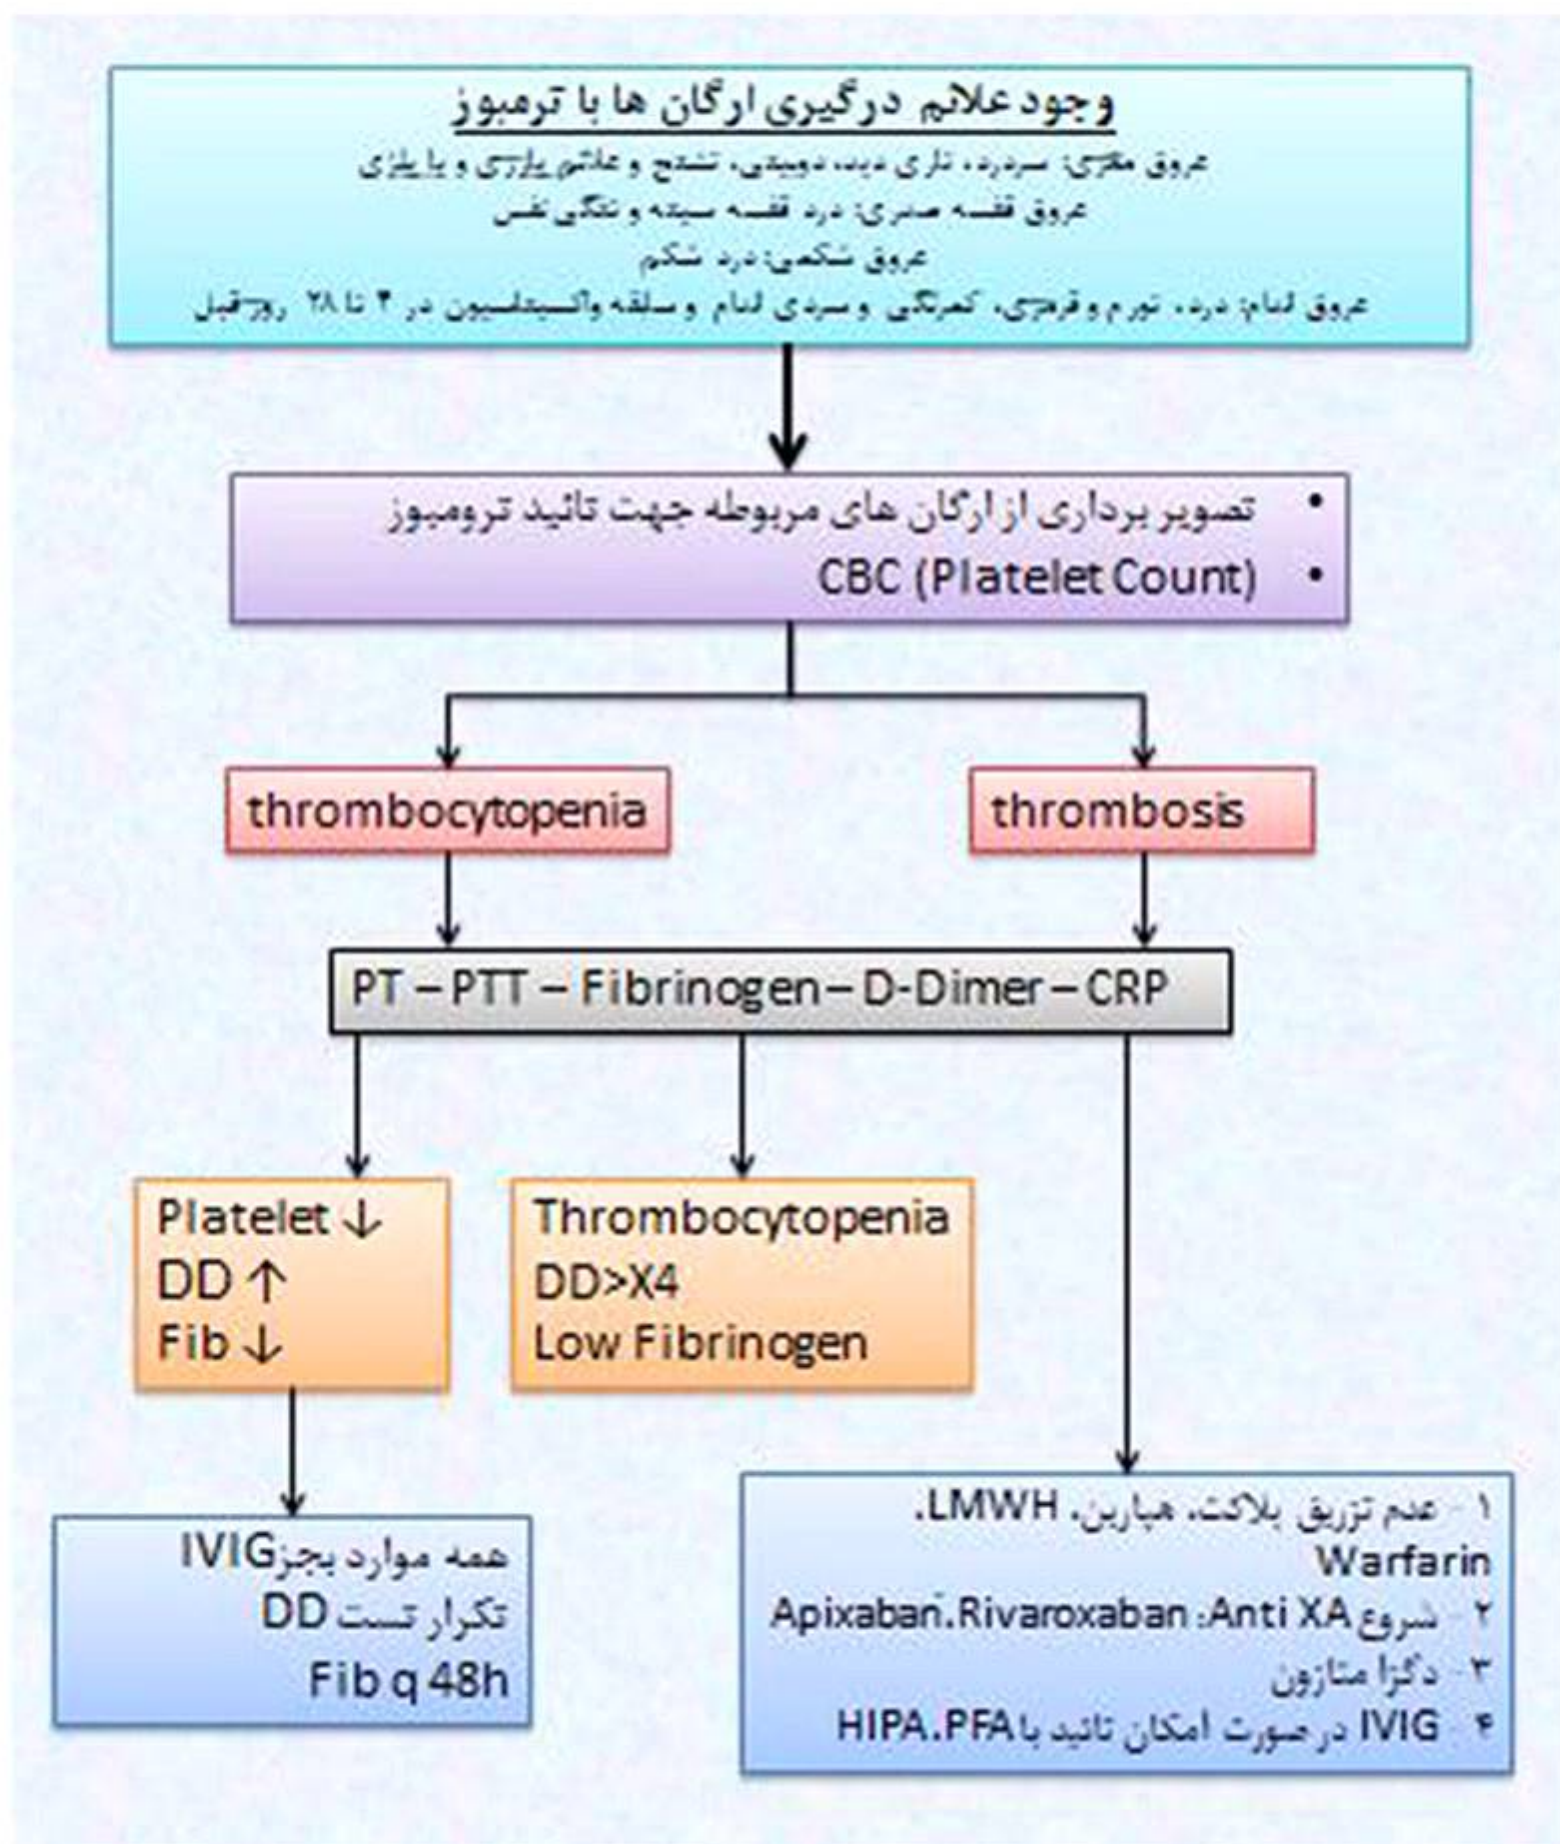 وجود علائم درگیری ارگان ها با ترمبوز
عروق مغزی: سردرد، تاری دید، دوبینی، تشنج و علائم پارزی و یا پلژی
عروق قفسه صدری: درد قفسه سینه و تنگی نفس
عروق شکمی: درد شکم
عروق اندام: درد، تورم و قرمزی، کمرنگی و سردی اندام و سابقه واکسیناسیون در ۴ تا ۲۸ روز قبل
• تصویر برداری از ارگان های مربوطه جهت تائید ترومبوز
• CBC (Platelet Count)
thrombocytopenia
thrombosis
PT – PTT – Fibrinogen – D-Dimer – CRP
Platelet ↓
DD ↑
Fib ↓
Thrombocytopenia
DD>X4
Low Fibrinogen
همه موارد بجز IVIG
تکرار تست DD
Fib q 48h
۱- عدم تزریق پلاکت، هپارین، LMWH،
Warfarin
۲- شروع Anti XA: Rivaroxaban، Apixaban
۳- دگزا متازون
۴- IVIG در صورت امکان تائید با HIPA، PFA